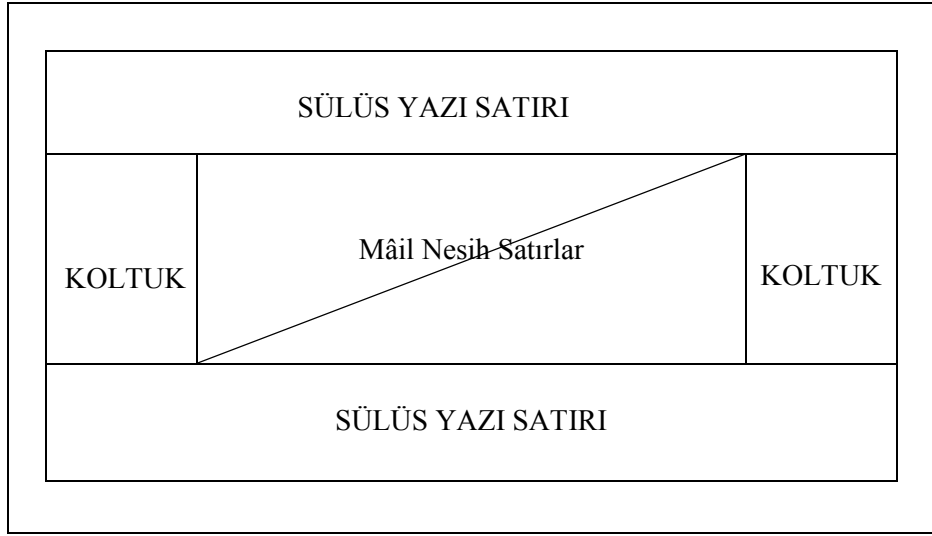 SÜLÜS YAZI SATIRI
Mâil Nesih Satırlar
KOLTUK
KOLTUK
SÜLÜS YAZI SATIRI